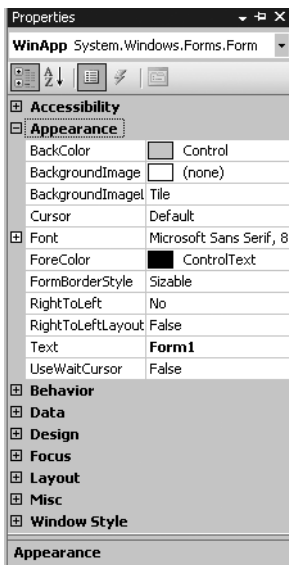 Properties
WinApp System.Windows.Forms.Form
Accessibility
Appearance
BackColor Control
BackgroundImage (none)
BackgroundImageL Tile
Cursor Default
Font Microsoft Sans Serif, 8
ForeColor ControlText
FormBorderStyle Sizable
RightToLeft No
RightToLeftLayout False
Text Form1
UseWaitCursor False
Behavior
Data
Design
Focus
Layout
Misc
Window Style
Appearance